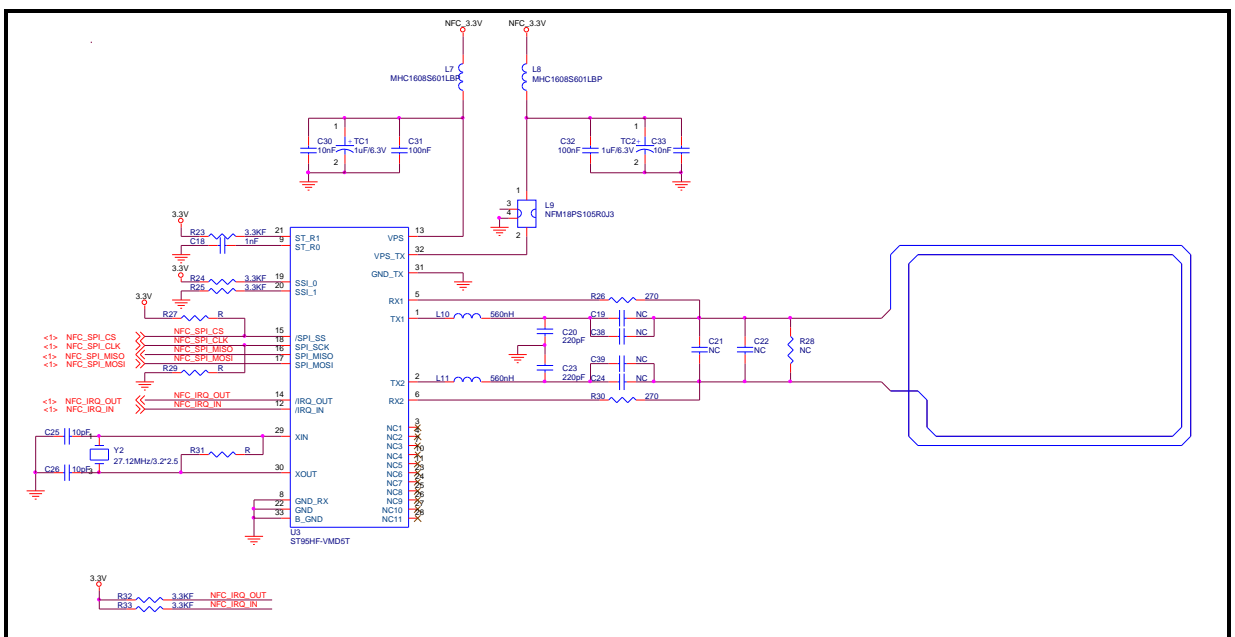 NFC_3.3V
NFC_3.3V
L7
MHC1608S601LBP
L8
MHC1608S601LBP
1
C30
10nF
+
TC1
1uF/6.3V
2
C31
100nF
C32
100nF
1
TC2
+
1uF/6.3V
2
C33
10nF
1
3
4
2
L9
NFM18PS105R0J3
3.3V
R23
3.3KF
21
ST_R1
C18
1nF
9
ST_R0
3.3V
R24
3.3KF
19
SSI_0
R25
3.3KF
20
SSI_1
3.3V
R27
R
<1> NFC_SPI_CS
NFC_SPI_CS
15
/SPI_SS
<1> NFC_SPI_CLK
NFC_SPI_CLK
18
SPI_SCK
<1> NFC_SPI_MISO
NFC_SPI_MISO
16
SPI_MISO
<1> NFC_SPI_MOSI
NFC_SPI_MOSI
17
SPI_MOSI
R29
R
<1> NFC_IRQ_OUT
NFC_IRQ_OUT
14
/IRQ_OUT
<1> NFC_IRQ_IN
NFC_IRQ_IN
12
/IRQ_IN
C25
10pF
1
29
XIN
Y2
27.12MHz/3.2*2.5
R31
R
C26
10pF
30
XOUT
8
GND_RX
22
GND
33
B_GND
U3
ST95HF-VMD5T
VPS
13
VPS_TX
32
GND_TX
31
RX1
5
R26
270
TX1
1
L10
560nH
C19
NC
C38
NC
C20
220pF
C23
220pF
C39
NC
C24
NC
TX2
2
L11
560nH
RX2
6
R30
270
C21
NC
C22
NC
R28
NC
NC1
3
NC2
NC3
NC4
NC5
NC6
NC7
NC8
NC9
NC10
NC11
28
3.3V
R32
3.3KF
NFC_IRQ_OUT
R33
3.3KF
NFC_IRQ_IN